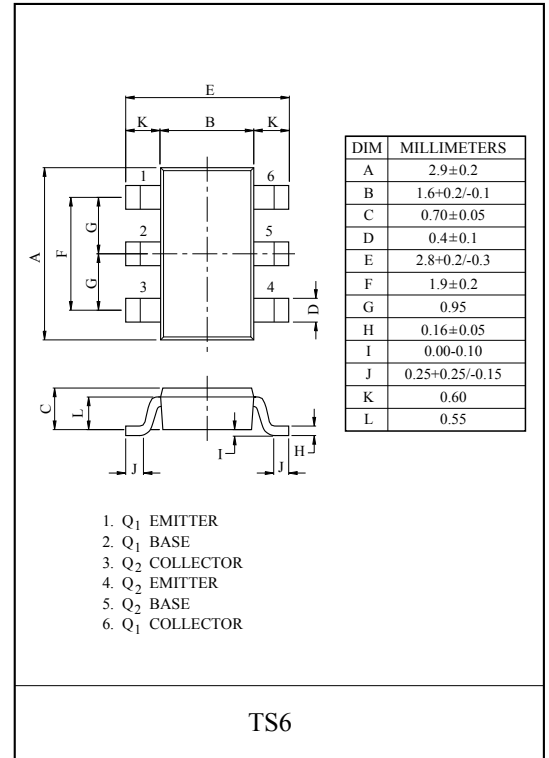 E
K B K
1 6
2 5
3 4
A F G G D
C L I H J J
DIM MILLIMETERS
A 2.9±0.2
B 1.6+0.2/-0.1
C 0.70±0.05
D 0.4±0.1
E 2.8+0.2/-0.3
F 1.9±0.2
G 0.95
H 0.16±0.05
I 0.00-0.10
J 0.25+0.25/-0.15
K 0.60
L 0.55
1. Q1 EMITTER
2. Q1 BASE
3. Q2 COLLECTOR
4. Q2 EMITTER
5. Q2 BASE
6. Q1 COLLECTOR
TS6